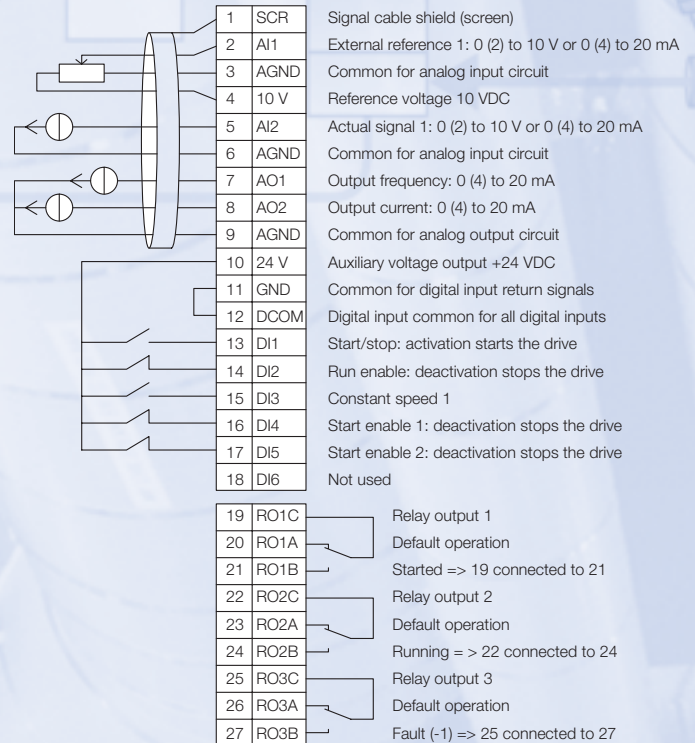 1 SCR Signal cable shield (screen)
2 AI1 External reference 1: 0 (2) to 10 V or 0 (4) to 20 mA
3 AGND Common for analog input circuit
4 10 V Reference voltage 10 VDC
5 AI2 Actual signal 1: 0 (2) to 10 V or 0 (4) to 20 mA
6 AGND Common for analog input circuit
7 AO1 Output frequency: 0 (4) to 20 mA
8 AO2 Output current: 0 (4) to 20 mA
9 AGND Common for analog output circuit
10 24 V Auxiliary voltage output +24 VDC
11 GND Common for digital input return signals
12 DCOM Digital input common for all digital inputs
13 DI1 Start/stop: activation starts the drive
14 DI2 Run enable: deactivation stops the drive
15 DI3 Constant speed 1
16 DI4 Start enable 1: deactivation stops the drive
17 DI5 Start enable 2: deactivation stops the drive
18 DI6 Not used
19 RO1C Relay output 1
20 RO1A Default operation
21 RO1B Started => 19 connected to 21
22 RO2C Relay output 2
23 RO2A Default operation
24 RO2B Running = > 22 connected to 24
25 RO3C Relay output 3
26 RO3A Default operation
27 RO3B Fault (-1) => 25 connected to 27